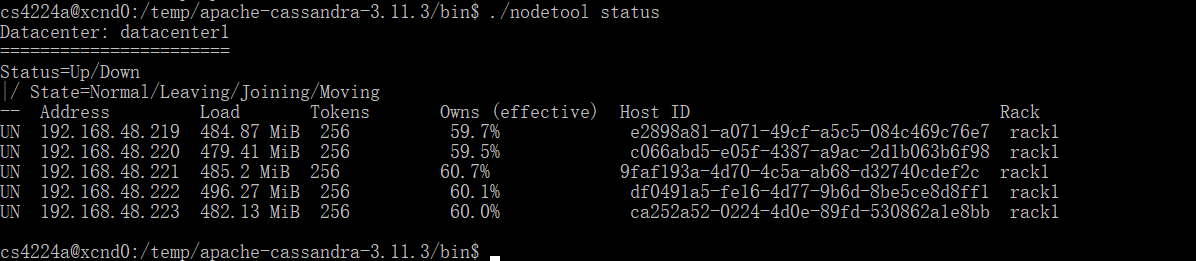 cs4224a@xcnd0:/temp/apache-cassandra-3.11.3/bin$ ./nodetool status
Datacenter: datacenter1
=======================
Status=Up/Down
|/ State=Normal/Leaving/Joining/Moving
--  Address         Load       Tokens       Owns (effective)  Host ID                               Rack
UN  192.168.48.219  484.87 MiB  256          59.7%             e2898a81-a071-49cf-a5c5-084c469c76e7  rack1
UN  192.168.48.220  479.41 MiB  256          59.5%             c066abd5-e05f-4387-a9ac-2d1b063b6f98  rack1
UN  192.168.48.221  485.2 MiB  256          60.7%             9faf193a-4d70-4c5a-ab68-d32740cdef2c  rack1
UN  192.168.48.222  496.27 MiB  256          60.1%             df0491a5-fe16-4d77-9b6d-8be5ce8d8ff1  rack1
UN  192.168.48.223  482.13 MiB  256          60.0%             ca252a52-0224-4d0e-89fd-530862a1e8bb  rack1
cs4224a@xcnd0:/temp/apache-cassandra-3.11.3/bin$